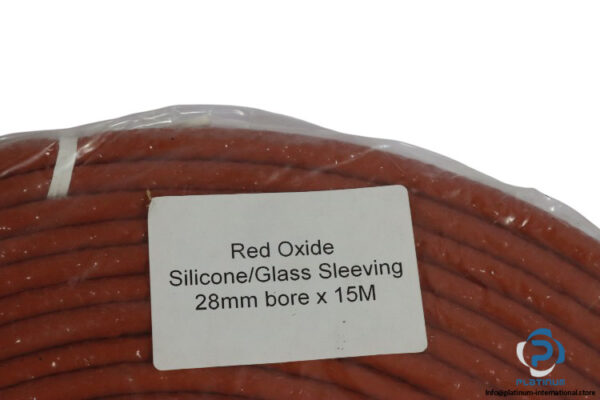 Red Oxide
Silicone/Glass Sleeving
28mm bore x 15M
PLATINUM
info@platinum-international.store